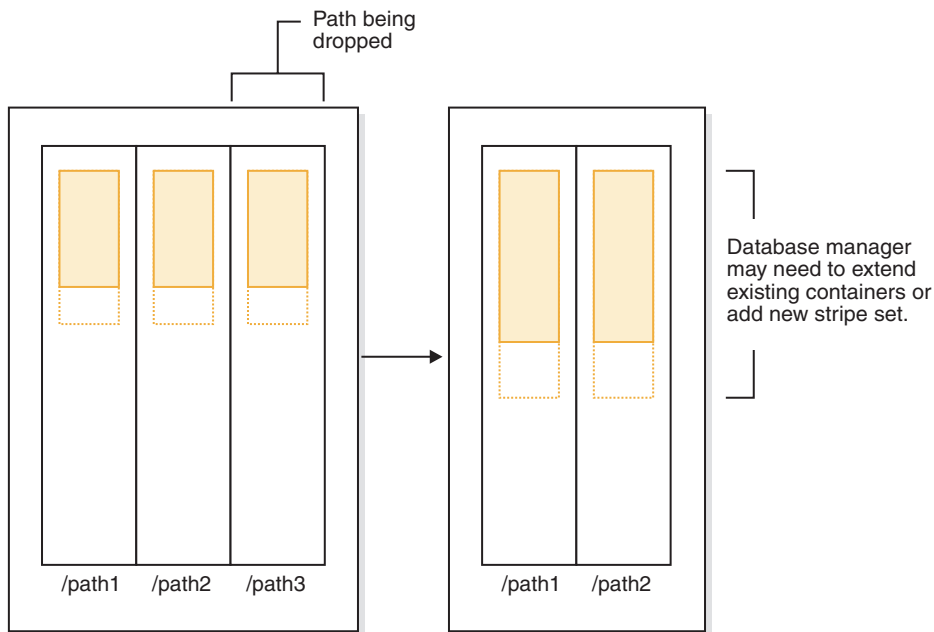 Path being
dropped
Database manager
may need to extend
existing containers or
add new stripe set.
/path1
/path2
/path3
/path1
/path2